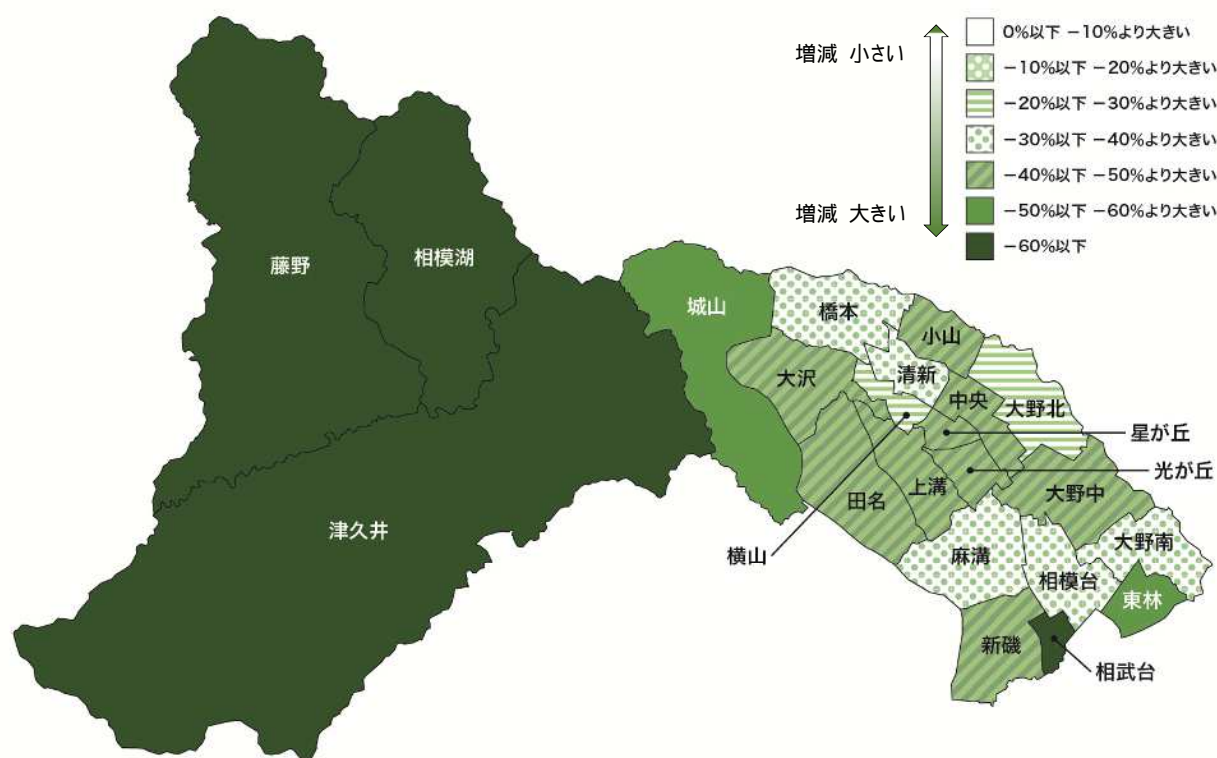 増減 小さい
増減 大きい
0%以下 −10%より大きい
−10%以下 −20%より大きい
−20%以下 −30%より大きい
−30%以下 −40%より大きい
−40%以下 −50%より大きい
−50%以下 −60%より大きい
−60%以下
藤野
相模湖
津久井
城山
橋本
小山
大沢
清新
中央
大野北
星が丘
光が丘
田名
上溝
大野中
横山
麻溝
相模台
大野南
東林
新磯
相武台